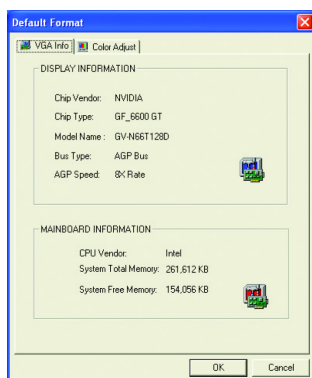 Default Format
VGA Info Color Adjust
DISPLAY INFORMATION
Chip Vendor: NVIDIA
Chip Type: GF_6600 GT
Model Name : GV-N66T128D
Bus Type: AGP Bus
AGP Speed: 8X Rate
MAINBOARD INFORMATION
CPU Vendor: Intel
System Total Memory: 261,612 KB
System Free Memory: 154,056 KB
OK Cancel